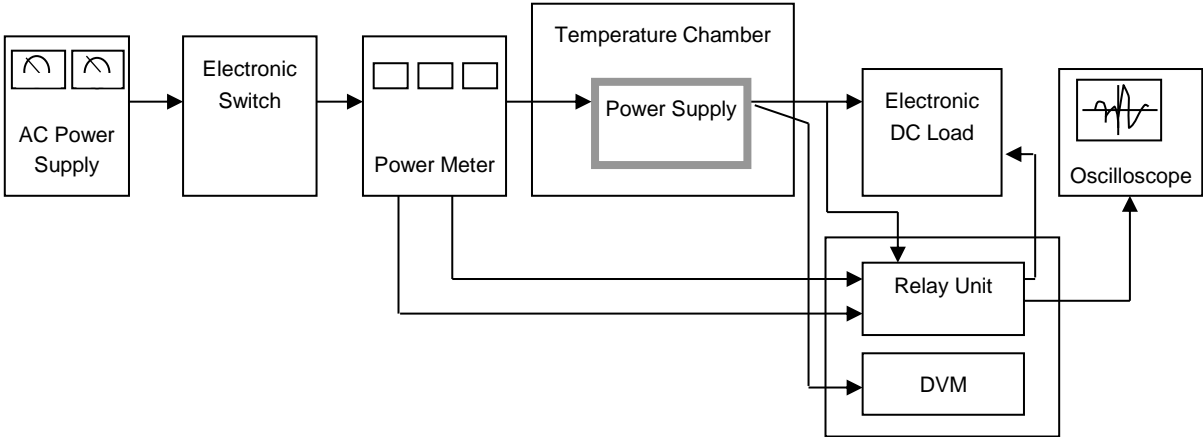 AC Power
Supply
Electronic
Switch
Power Meter
Temperature Chamber
Power Supply
Electronic
DC Load
Oscilloscope
Relay Unit
DVM